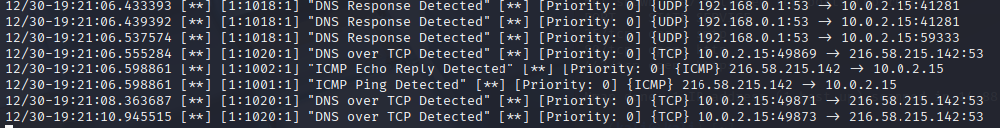 12/30-19:21:06.433393 [**] [1:1018:1] "DNS Response Detected" [**] [Priority: 0] {UDP} 192.168.0.1:53 → 10.0.2.15:41281
12/30-19:21:06.439392 [**] [1:1018:1] "DNS Response Detected" [**] [Priority: 0] {UDP} 192.168.0.1:53 → 10.0.2.15:41281
12/30-19:21:06.537574 [**] [1:1018:1] "DNS Response Detected" [**] [Priority: 0] {UDP} 192.168.0.1:53 → 10.0.2.15:59333
12/30-19:21:06.555284 [**] [1:1020:1] "DNS over TCP Detected" [**] [Priority: 0] {TCP} 10.0.2.15:49869 → 216.58.215.142:53
12/30-19:21:06.598861 [**] [1:1002:1] "ICMP Echo Reply Detected" [**] [Priority: 0] {ICMP} 216.58.215.142 → 10.0.2.15
12/30-19:21:06.598861 [**] [1:1001:1] "ICMP Ping Detected" [**] [Priority: 0] {ICMP} 216.58.215.142 → 10.0.2.15
12/30-19:21:08.363687 [**] [1:1020:1] "DNS over TCP Detected" [**] [Priority: 0] {TCP} 10.0.2.15:49871 → 216.58.215.142:53
12/30-19:21:10.945515 [**] [1:1020:1] "DNS over TCP Detected" [**] [Priority: 0] {TCP} 10.0.2.15:49873 → 216.58.215.142:53